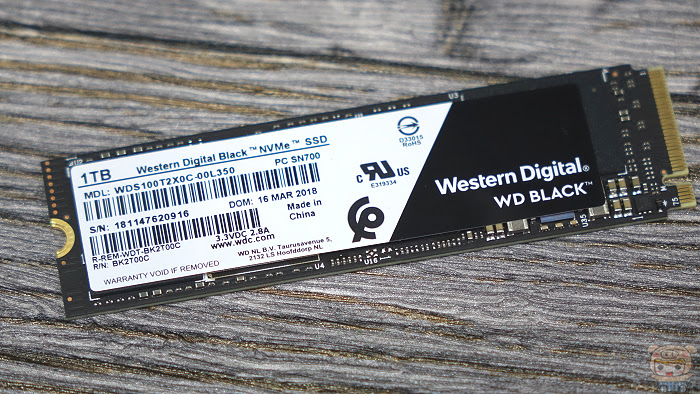 1TB Western Digital Black™ NVMe™ SSD
MDL: WDS100T2X0C-00L350 PC SN700
S/N: 181147620916 DOM: 16 MAR 2018
Made in
China
R-REM-WDT-BK2T00C 3.3VDC 2.8A
R/N: BK2T00C www.wdc.com
WD NL B.V. Taurusavenue 5,
2132 LS Hoofddorp NL
WARRANTY VOID IF REMOVED
D33015
RoHS
E319334
Western Digital®
WD BLACK™
U3
U4
U16